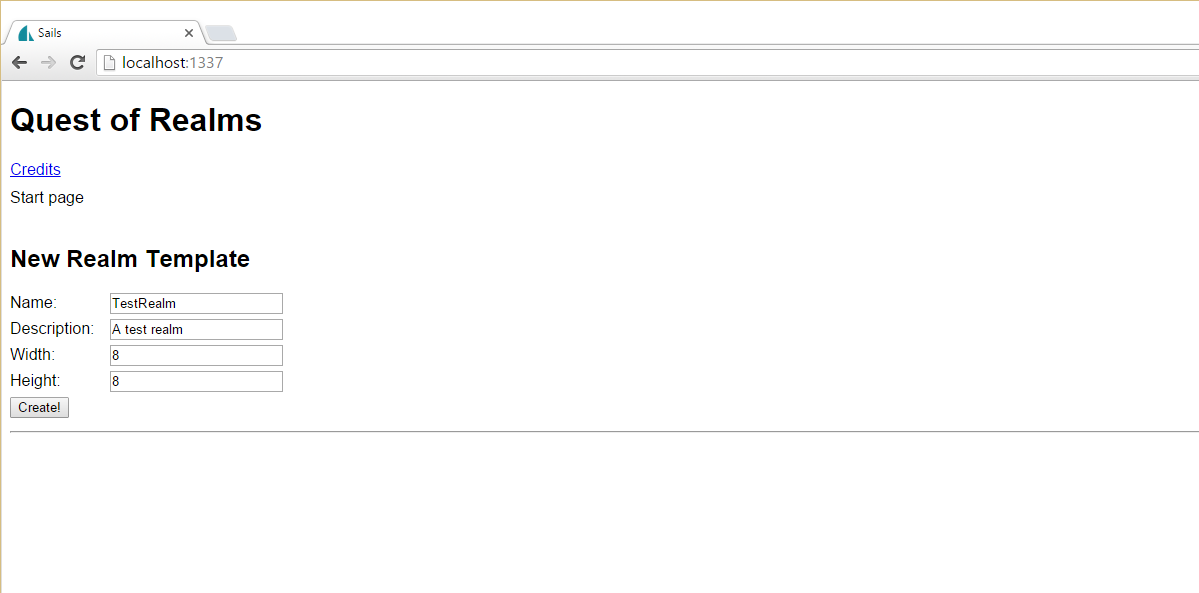 Sails
localhost:1337
Quest of Realms
Credits
Start page
New Realm Template
Name: TestRealm
Description: A test realm
Width: 8
Height: 8
Create!